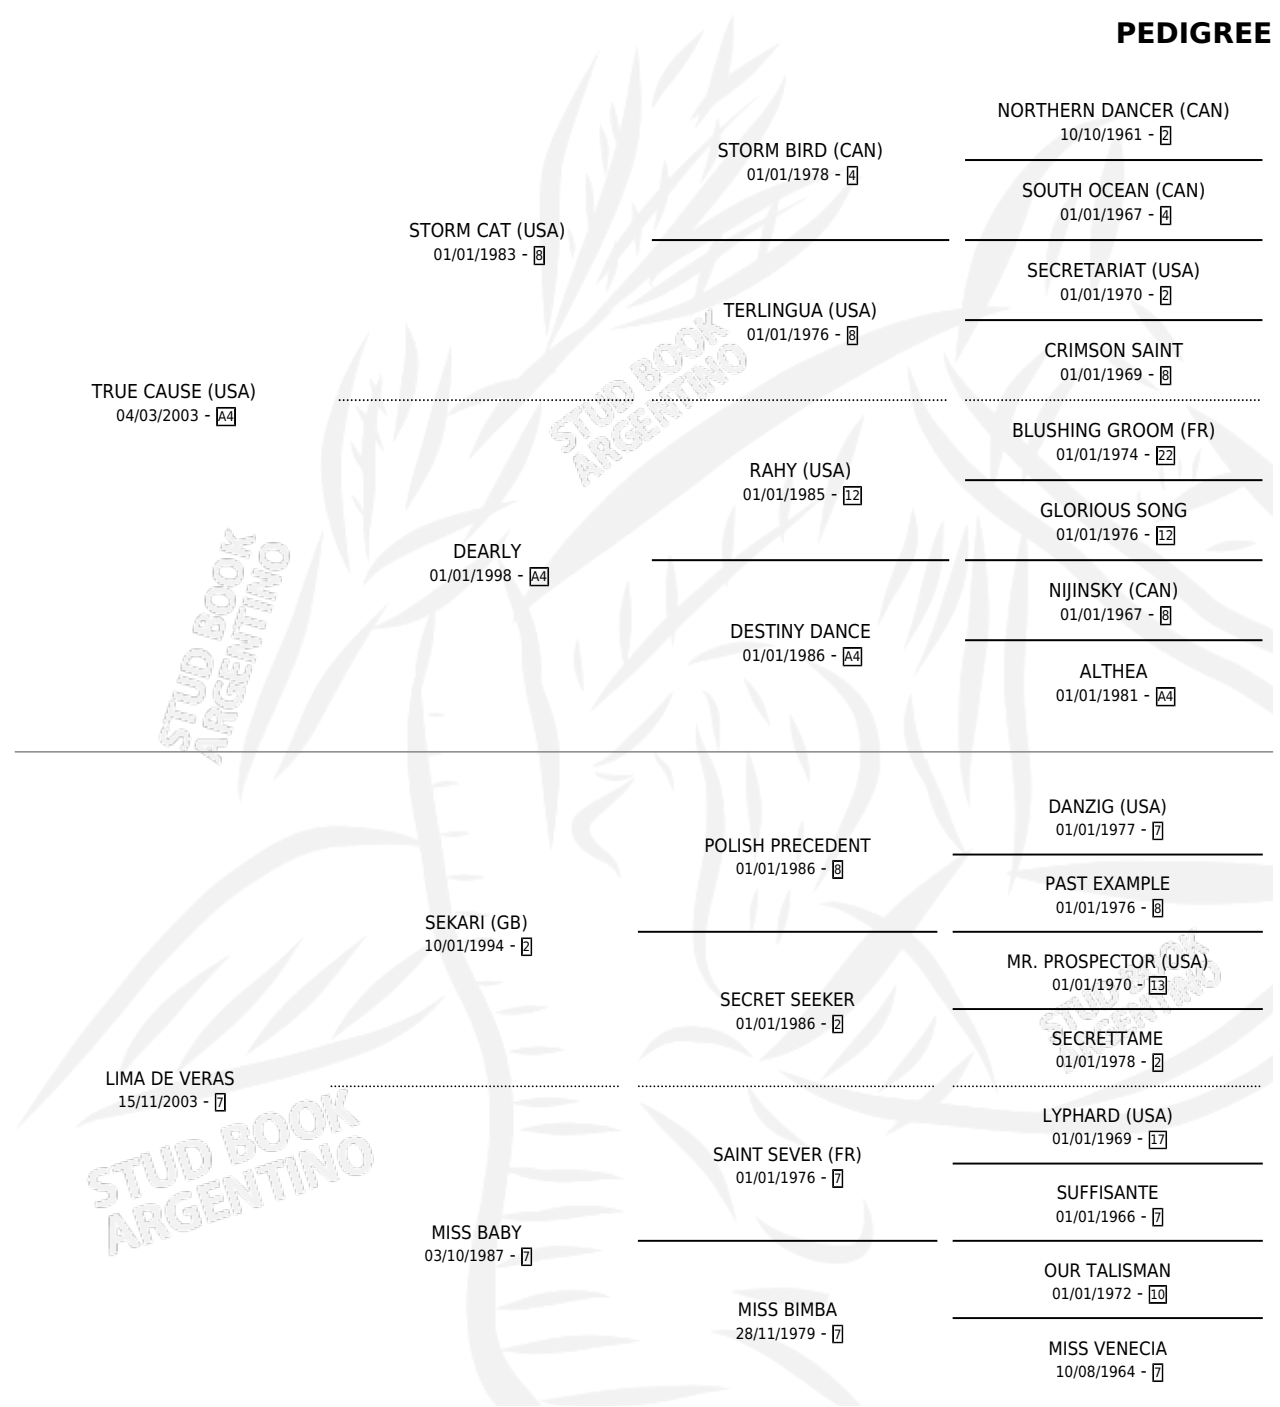 PEDIGREE
NORTHERN DANCER (CAN)
10/10/1961 - 2
STORM BIRD (CAN)
01/01/1978 - 4
SOUTH OCEAN (CAN)
01/01/1967 - 4
STORM CAT (USA)
01/01/1983 - 8
SECRETARIAT (USA)
01/01/1970 - 2
TERLINGUA (USA)
01/01/1976 - 8
CRIMSON SAINT
01/01/1969 - 8
TRUE CAUSE (USA)
04/03/2003 - A4
BLUSHING GROOM (FR)
01/01/1974 - 22
RAHY (USA)
01/01/1985 - 12
GLORIOUS SONG
01/01/1976 - 12
DEARLY
01/01/1998 - A4
NIJINSKY (CAN)
01/01/1967 - 8
DESTINY DANCE
01/01/1986 - A4
ALTHEA
01/01/1981 - A4
DANZIG (USA)
01/01/1977 - 7
POLISH PRECEDENT
01/01/1986 - 8
PAST EXAMPLE
01/01/1976 - 8
SEKARI (GB)
10/01/1994 - 2
MR. PROSPECTOR (USA)
01/01/1970 - 13
SECRET SEEKER
01/01/1986 - 2
SECRETTAME
01/01/1978 - 2
LIMA DE VERAS
15/11/2003 - 7
LYPHARD (USA)
01/01/1969 - 17
SAINT SEVER (FR)
01/01/1976 - 7
SUFFISANTE
01/01/1966 - 7
MISS BABY
03/10/1987 - 7
OUR TALISMAN
01/01/1972 - 10
MISS BIMBA
28/11/1979 - 7
MISS VENECIA
10/08/1964 - 7
STUD BOOK
ARGENTINO
STUD BOOK
ARGENTINO
STUD BOOK
ARGENTINO
STUD BOOK
ARGENTINO